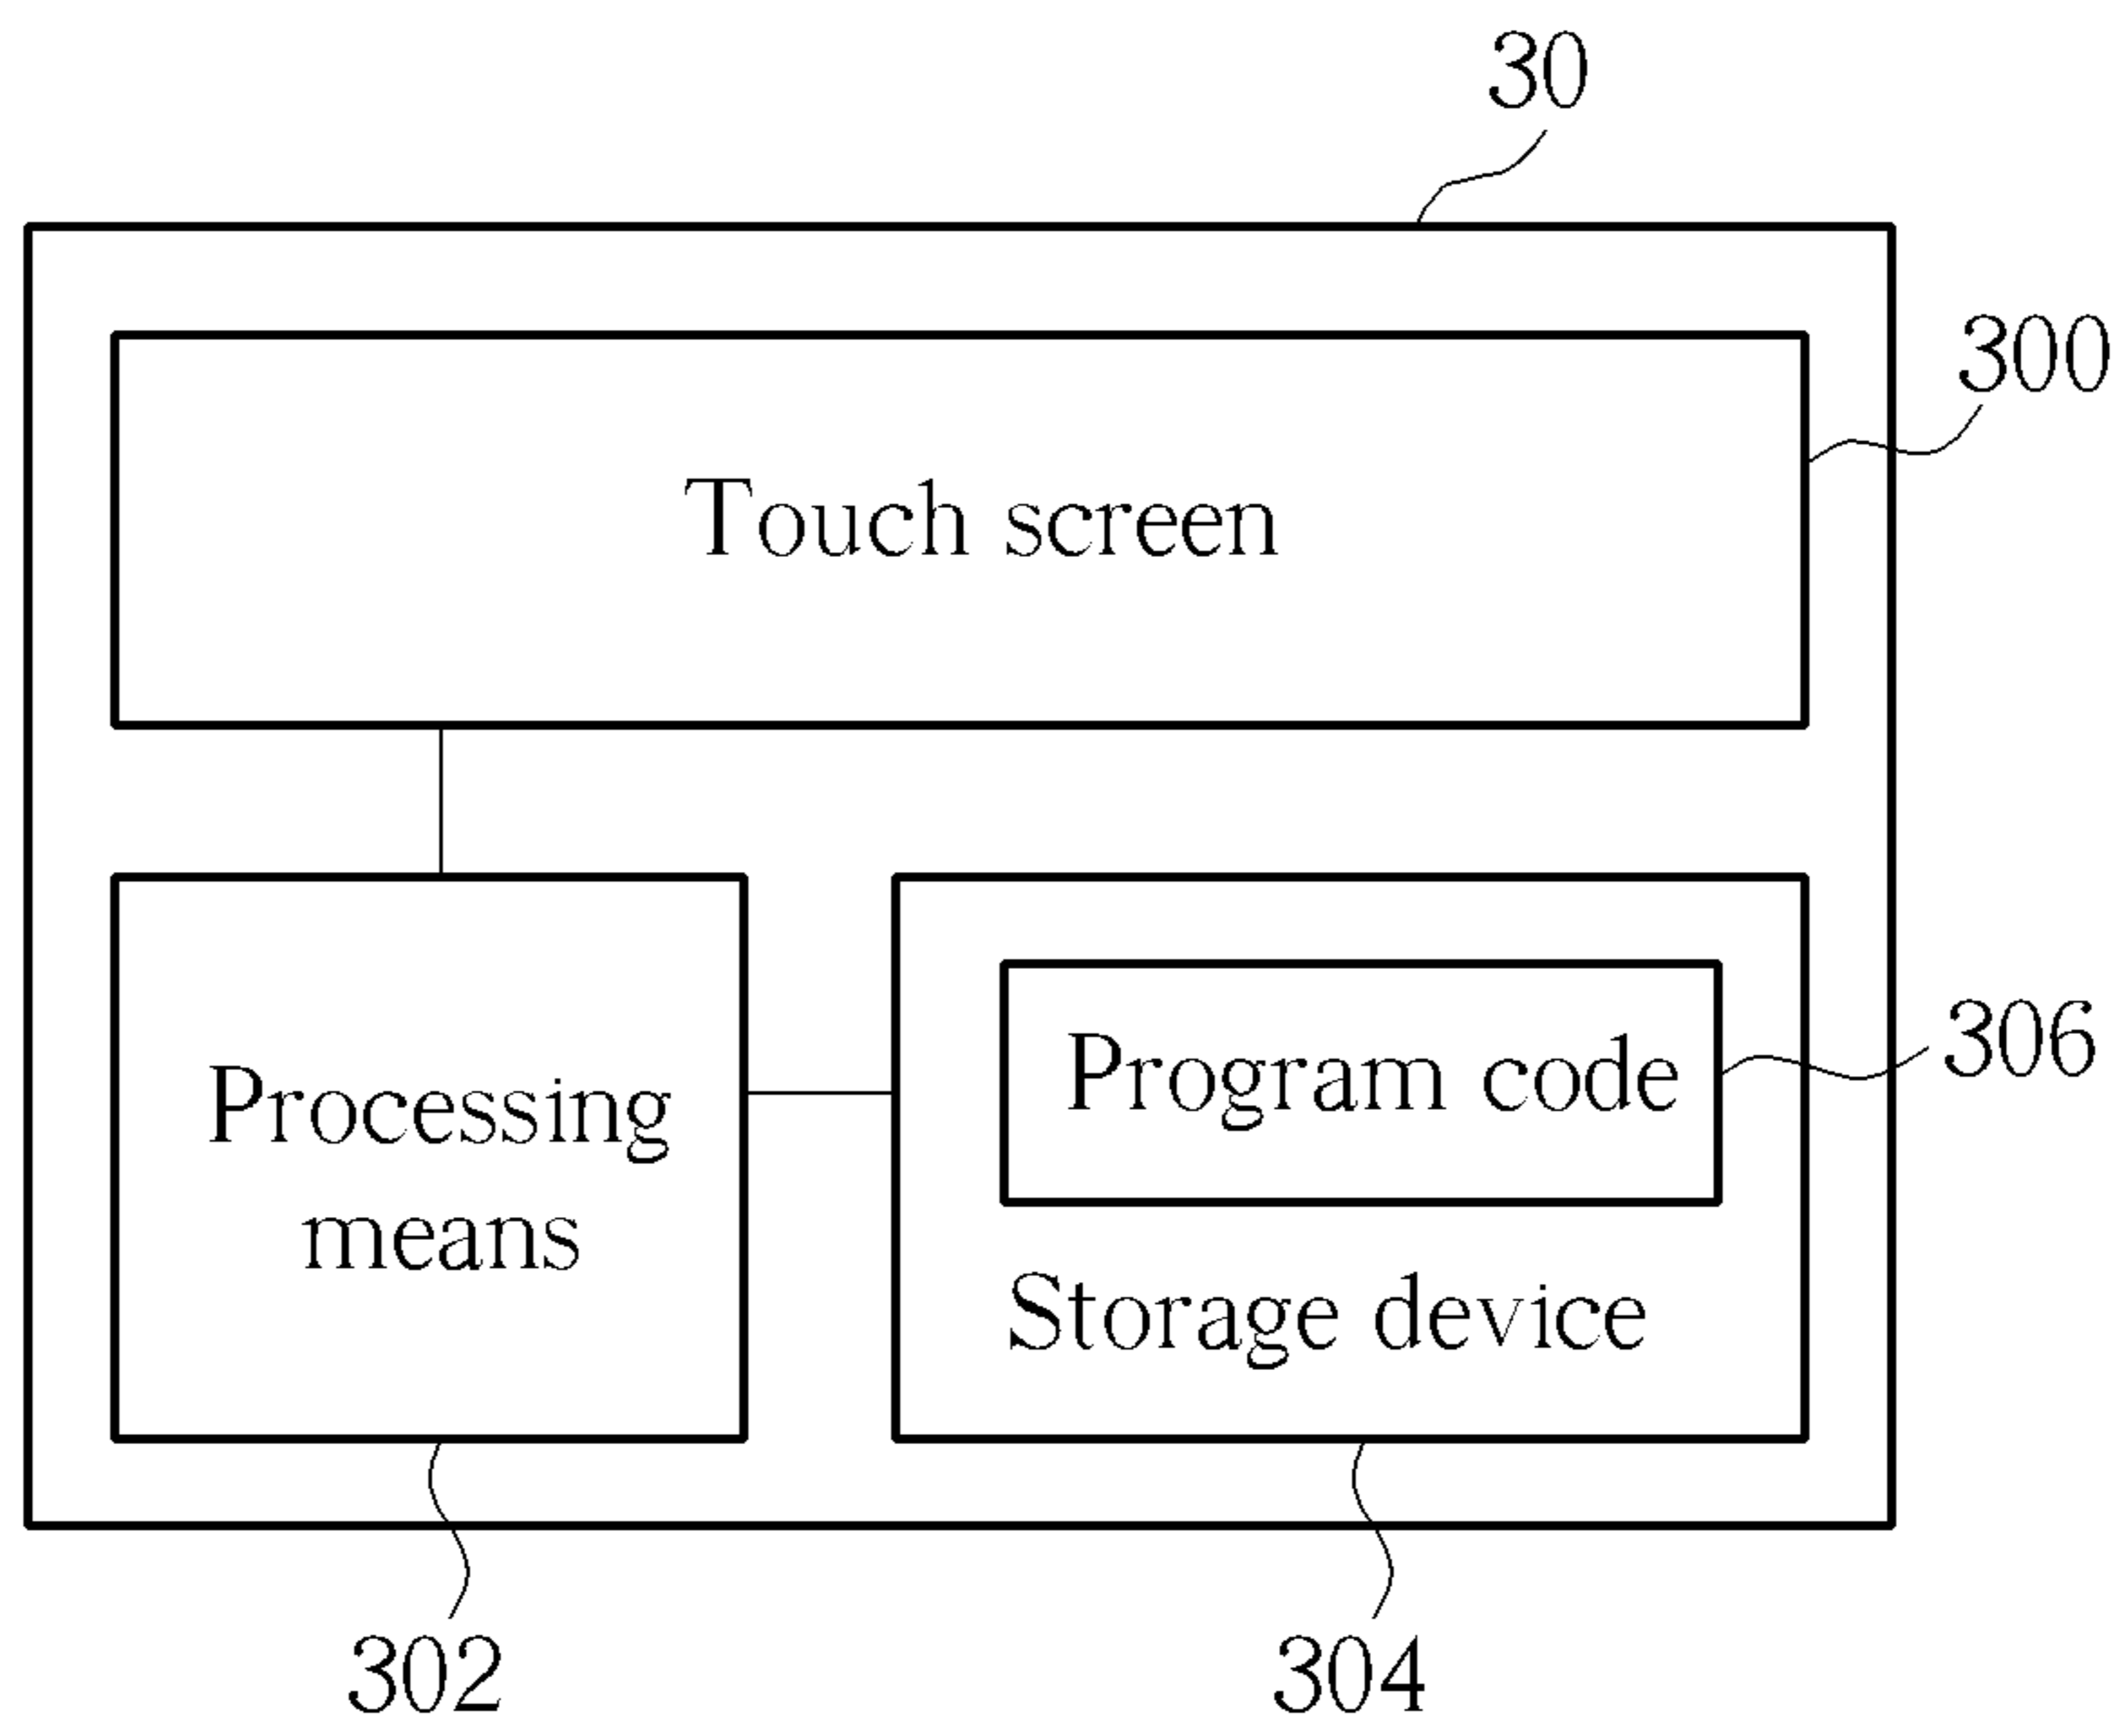 30
300
Touch screen
Program code
306
Processing
means
Storage device
302
304